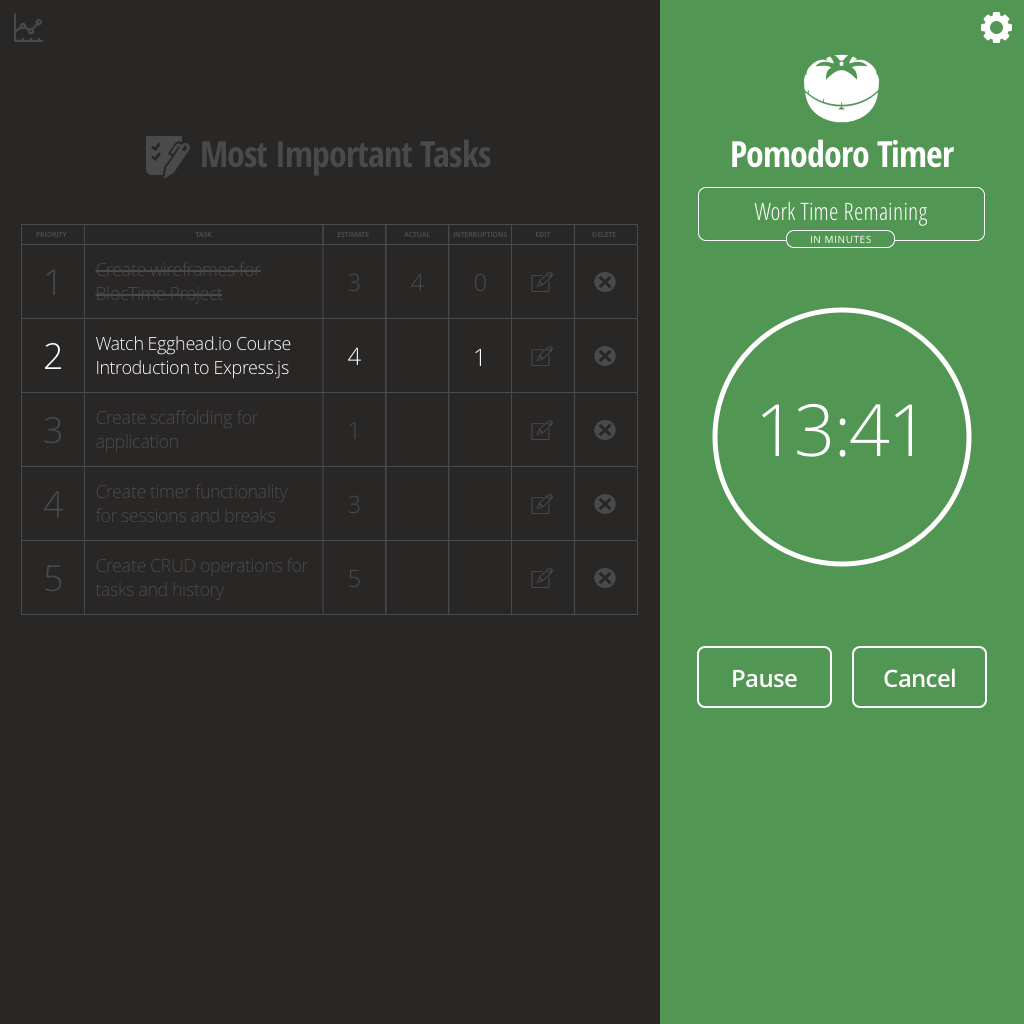 Most Important Tasks
PRIORITY TASK ESTIMATE ACTUAL INTERRUPTIONS EDIT DELETE
1 Create wireframes for 3 4 0
BlocTime Project
2 Watch Egghead.io Course 4 1
Introduction to Express.js
3 Create scaffolding for 1
application
4 Create timer functionality 3
for sessions and breaks
5 Create CRUD operations for 5
tasks and history
Pomodoro Timer
Work Time Remaining
IN MINUTES
13:41
Pause Cancel